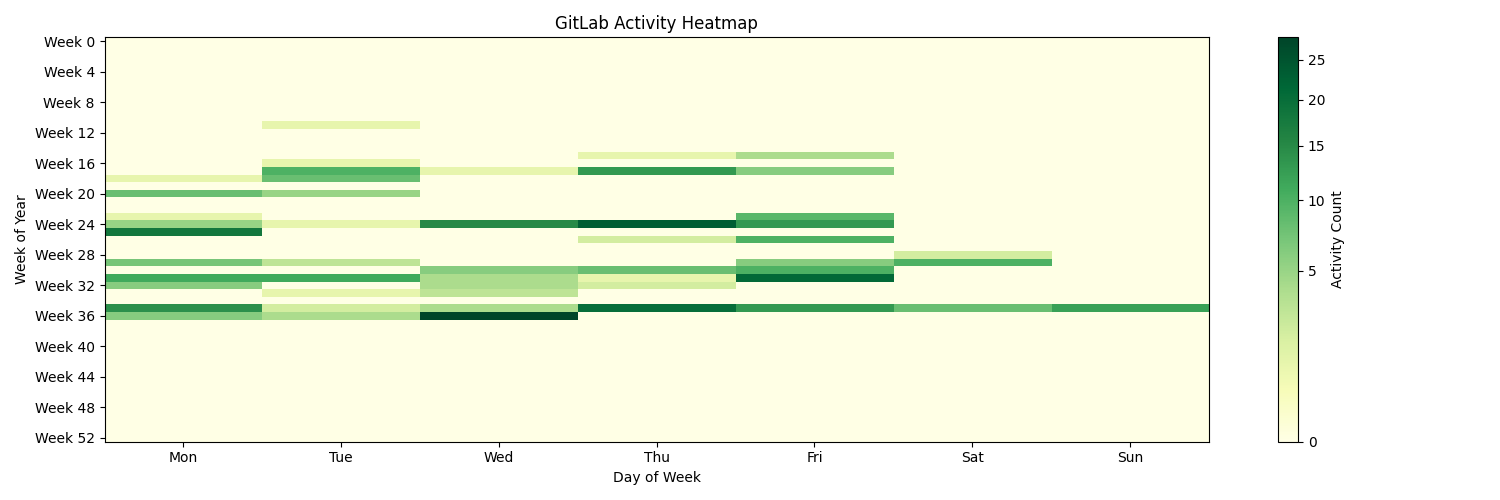 GitLab Activity Heatmap
Week 0
Week 4
Week 8
Week 12
Week 16
Week 20
Week 24
Week 28
Week 32
Week 36
Week 40
Week 44
Week 48
Week 52
Week of Year
Mon Tue Wed Thu Fri Sat Sun
Day of Week
25
20
15
10
5
0
Activity Count